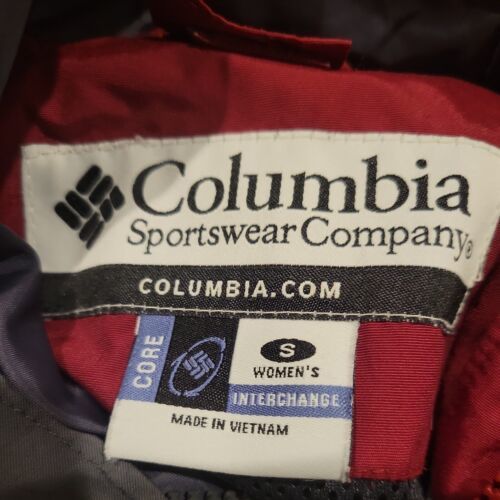 Columbia
Sportswear Company®
COLUMBIA.COM
CORE
S
WOMEN'S
INTERCHANGE
MADE IN VIETNAM